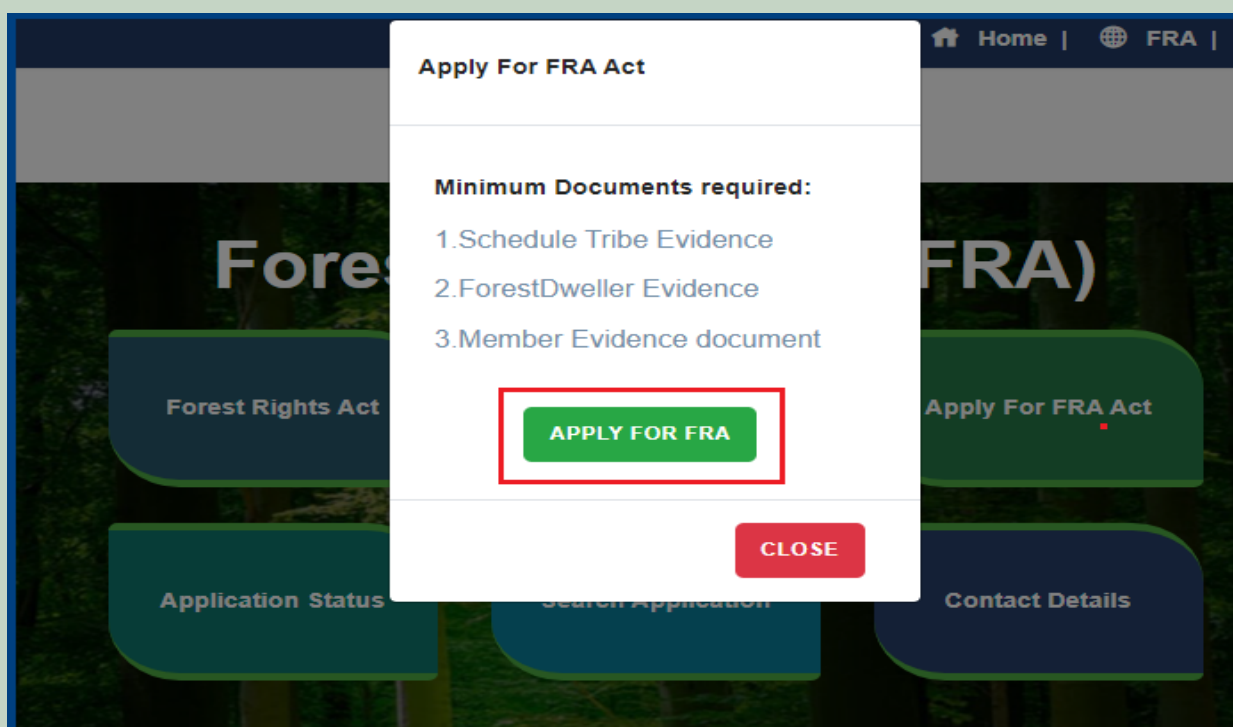 Home | FRA |
Apply For FRA Act
Minimum Documents required:
1.Schedule Tribe Evidence
2.ForestDweller Evidence
3.Member Evidence document
FRA)
Forest Rights Act
APPLY FOR FRA
Apply For FRA Act
CLOSE
Application Status
Search Application
Contact Details